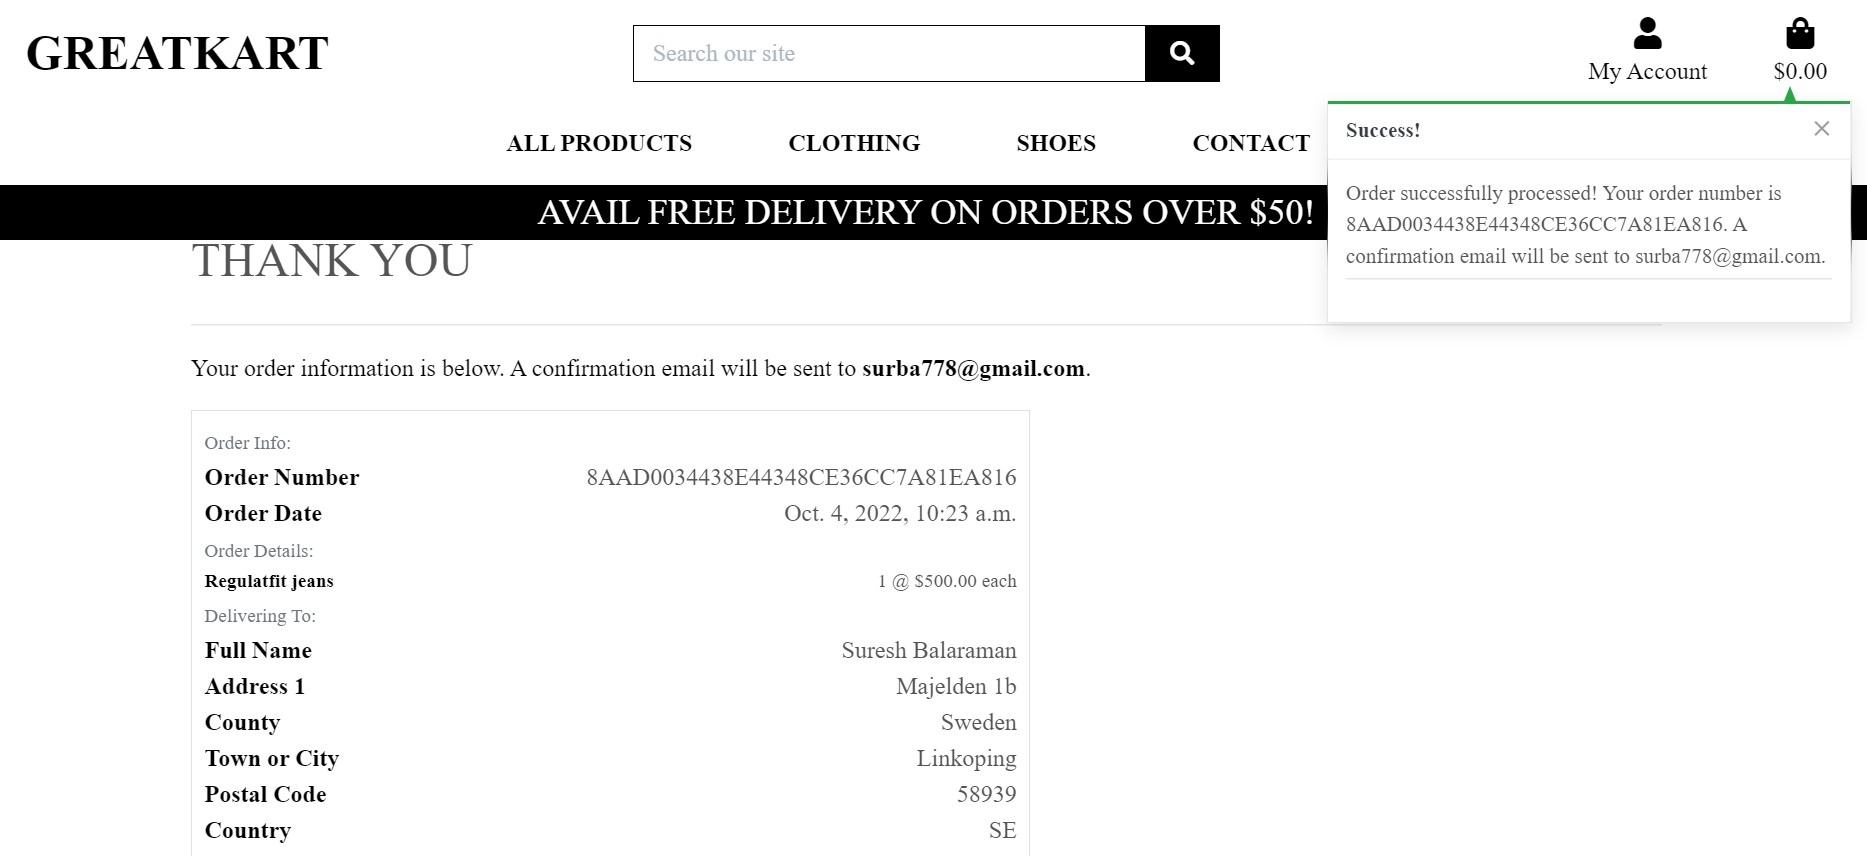 GREATKART
Search our site
My Account
$0.00
ALL PRODUCTS
CLOTHING
SHOES
CONTACT
Success!
Order successfully processed! Your order number is
8AAD0034438E44348CE36CC7A81EA816. A
confirmation email will be sent to surba778@gmail.com.
AVAIL FREE DELIVERY ON ORDERS OVER $50!
THANK YOU
Your order information is below. A confirmation email will be sent to surba778@gmail.com.
Order Info:
Order Number 8AAD0034438E44348CE36CC7A81EA816
Order Date Oct. 4, 2022, 10:23 a.m.
Order Details:
Regulatfit jeans 1 @ $500.00 each
Delivering To:
Full Name Suresh Balaraman
Address 1 Majelden 1b
County Sweden
Town or City Linkoping
Postal Code 58939
Country SE